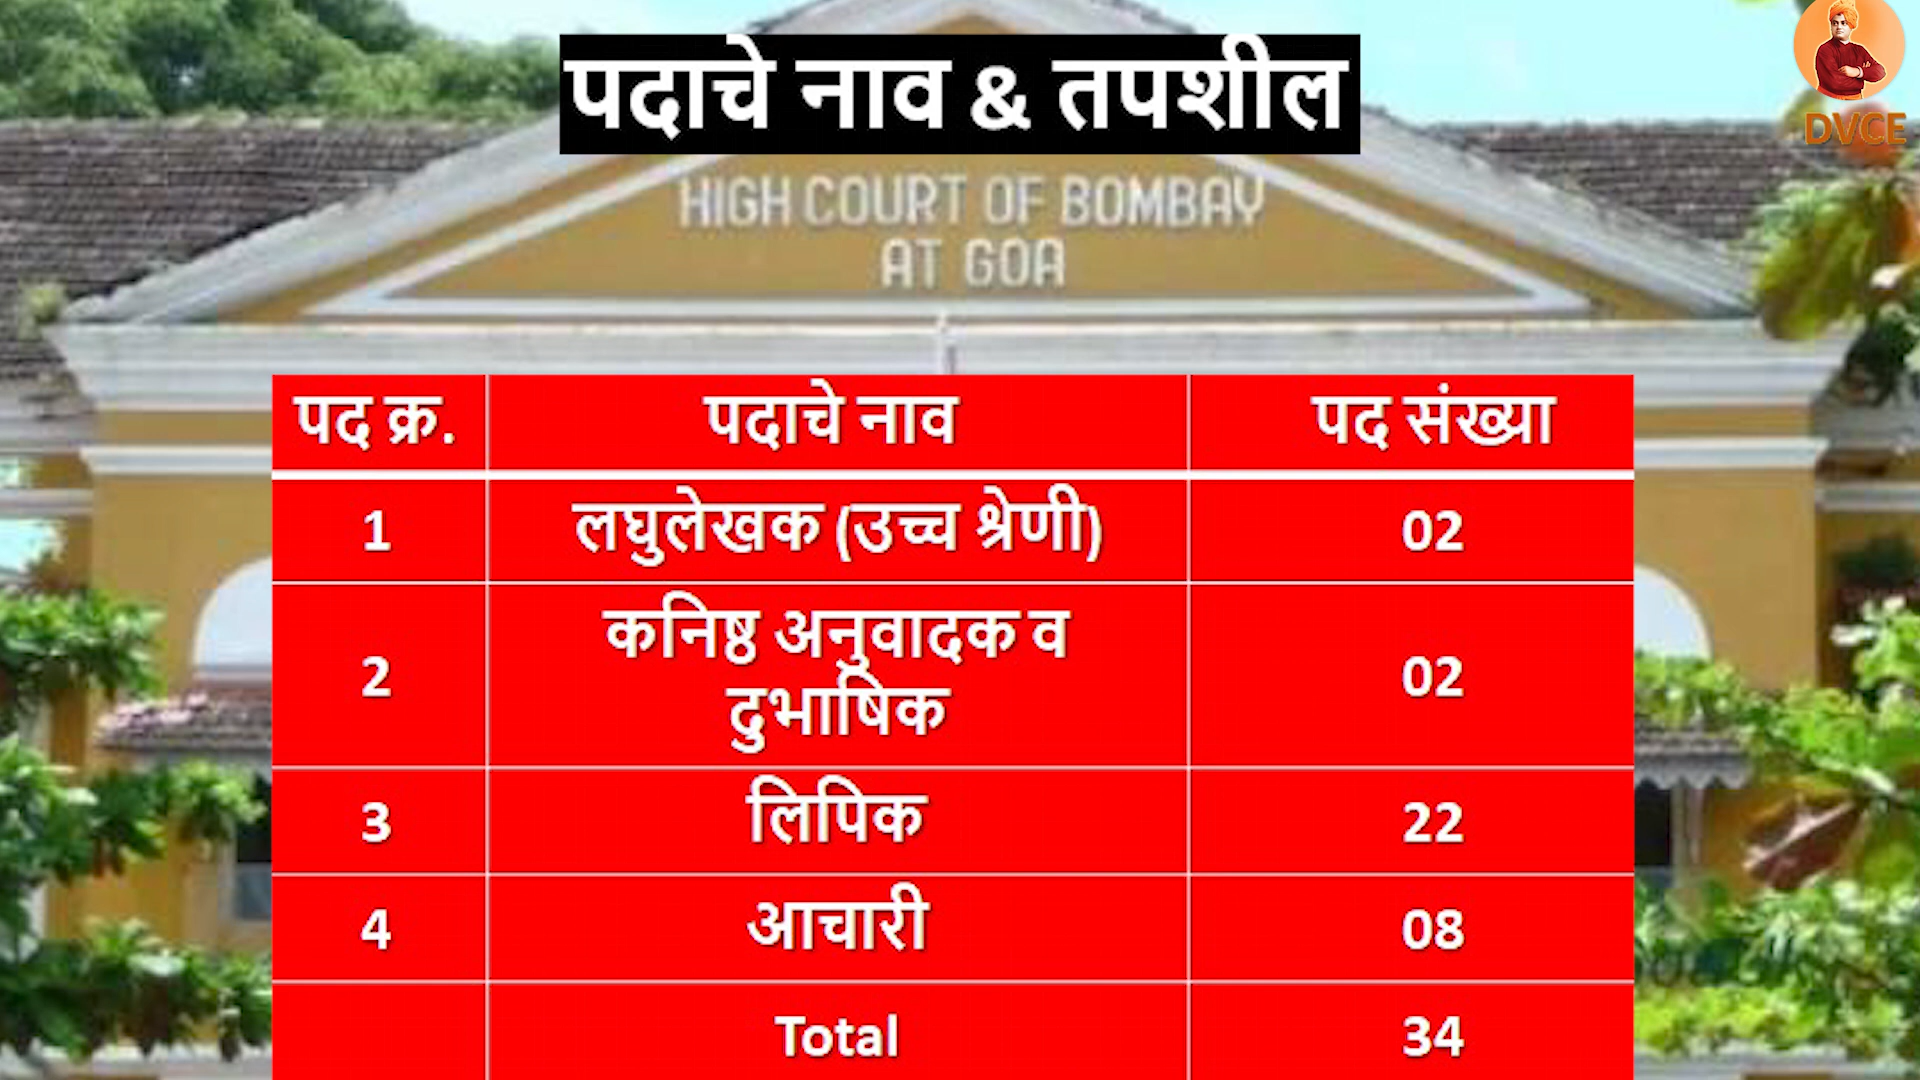 पदाचे नाव & तपशील
DVCE
HIGH COURT OF BOMBAY
AT GOA
पद क्र. पदाचे नाव पद संख्या
1 लघुलेखक (उच्च श्रेणी) 02
2 कनिष्ठ अनुवादक व
दुभाषिक 02
3 लिपिक 22
4 आचारी 08
Total 34